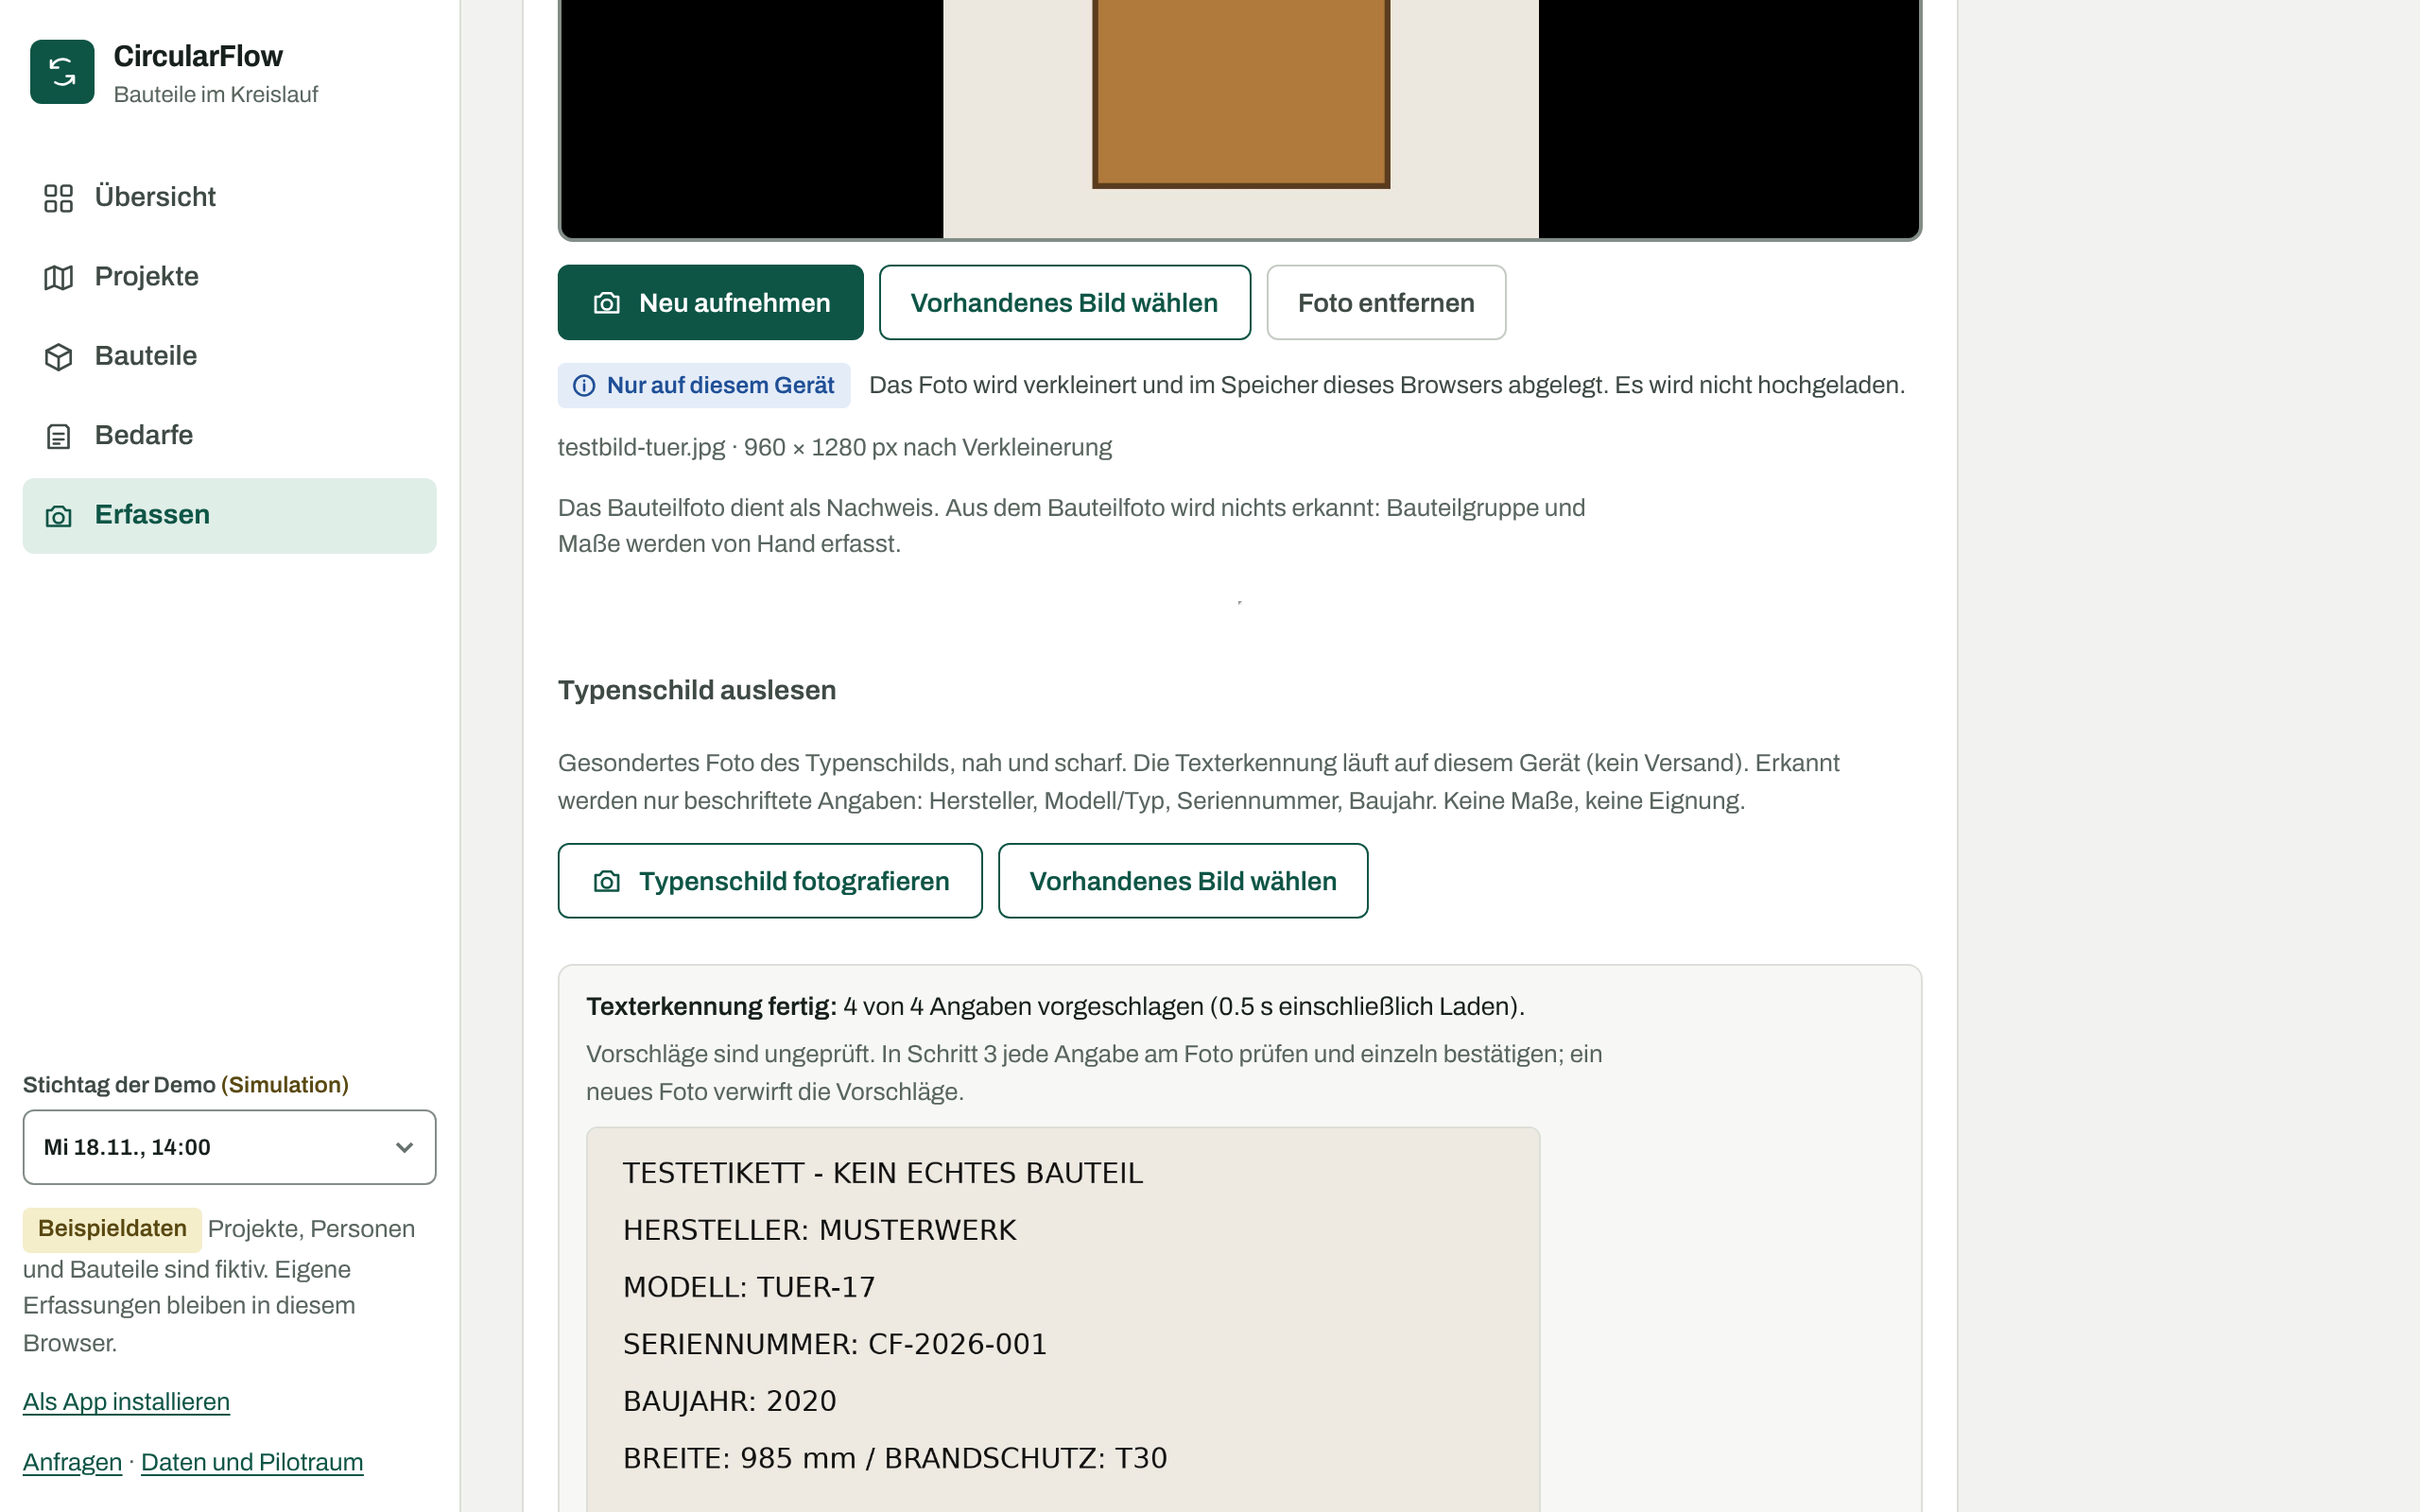 CircularFlow
Bauteile im Kreislauf
Übersicht
Projekte
Bauteile
Bedarfe
Erfassen
Stichtag der Demo (Simulation)
Mi 18.11., 14:00
Beispieldaten Projekte, Personen
und Bauteile sind fiktiv. Eigene
Erfassungen bleiben in diesem
Browser.
Als App installieren
Anfragen · Daten und Pilotraum
Neu aufnehmen
Vorhandenes Bild wählen
Foto entfernen
Nur auf diesem Gerät Das Foto wird verkleinert und im Speicher dieses Browsers abgelegt. Es wird nicht hochgeladen.
testbild-tuer.jpg · 960 × 1280 px nach Verkleinerung
Das Bauteilfoto dient als Nachweis. Aus dem Bauteilfoto wird nichts erkannt: Bauteilgruppe und
Maße werden von Hand erfasst.
Typenschild auslesen
Gesondertes Foto des Typenschilds, nah und scharf. Die Texterkennung läuft auf diesem Gerät (kein Versand). Erkannt
werden nur beschriftete Angaben: Hersteller, Modell/Typ, Seriennummer, Baujahr. Keine Maße, keine Eignung.
Typenschild fotografieren
Vorhandenes Bild wählen
Texterkennung fertig: 4 von 4 Angaben vorgeschlagen (0.5 s einschließlich Laden).
Vorschläge sind ungeprüft. In Schritt 3 jede Angabe am Foto prüfen und einzeln bestätigen; ein
neues Foto verwirft die Vorschläge.
TESTETIKETT - KEIN ECHTES BAUTEIL
HERSTELLER: MUSTERWERK
MODELL: TUER-17
SERIENNUMMER: CF-2026-001
BAUJAHR: 2020
BREITE: 985 mm / BRANDSCHUTZ: T30